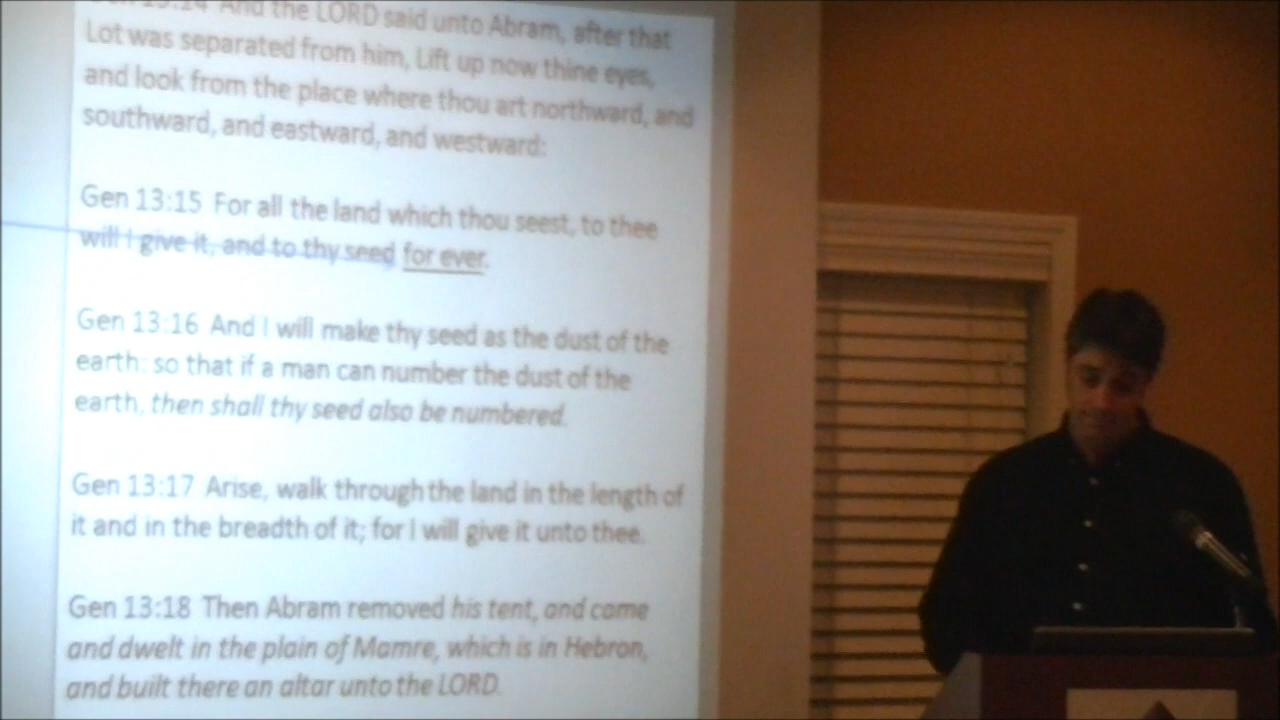 Gen 13:14 And the LORD said unto Abram, after that
Lot was separated from him, Lift up now thine eyes,
and look from the place where thou art northward, and
southward, and eastward, and westward:
Gen 13:15 For all the land which thou seest, to thee
will I give it, and to thy seed for ever.
Gen 13:16 And I will make thy seed as the dust of the
earth: so that if a man can number the dust of the
earth, then shall thy seed also be numbered.
Gen 13:17 Arise, walk through the land in the length of
it and in the breadth of it; for I will give it unto thee.
Gen 13:18 Then Abram removed his tent, and came
and dwelt in the plain of Mamre, which is in Hebron,
and built there an altar unto the LORD.